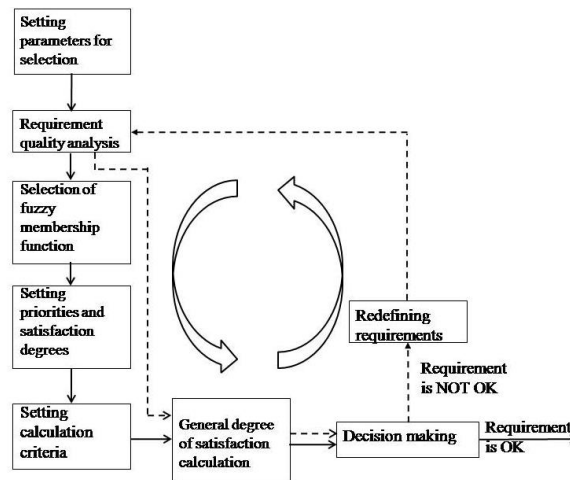 Setting
parameters for
selection
Requirement
quality analysis
Selection of
fuzzy
membership
function
Setting
priorities and
satisfaction
degrees
Setting
calculation
criteria
General degree
of satisfaction
calculation
Decision making
Redefining
requirements
Requirement
is NOT OK
Requirement
is OK